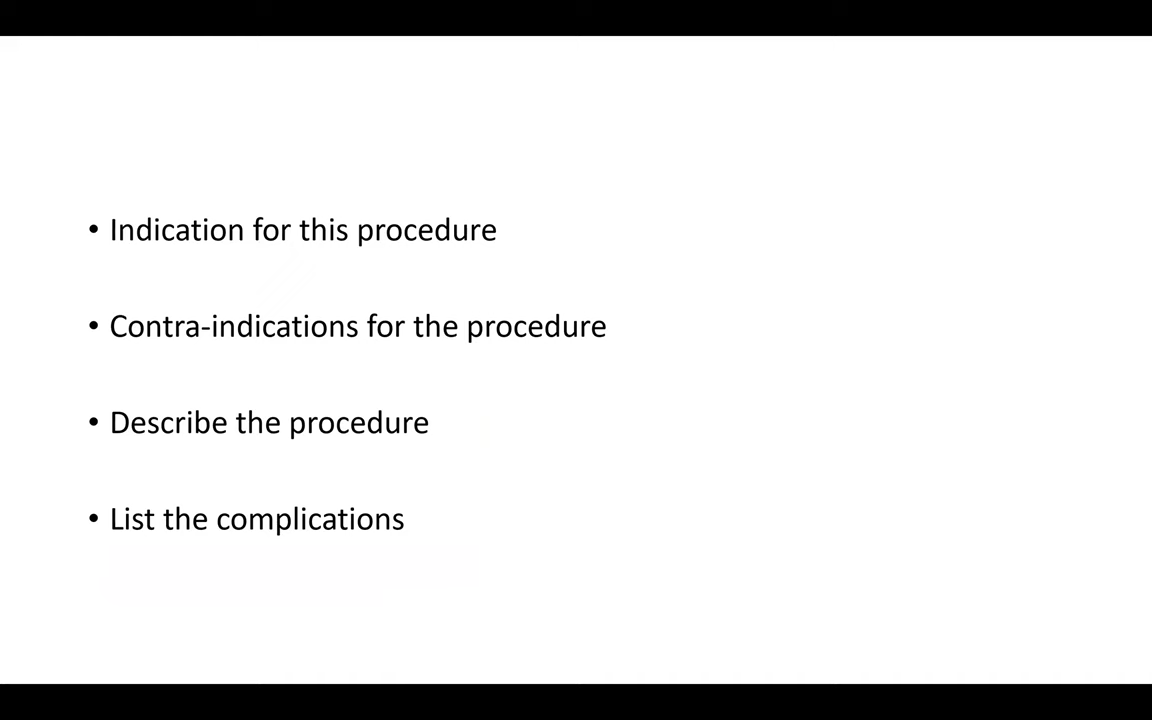 • Indication for this procedure
• Contra-indications for the procedure
• Describe the procedure
• List the complications